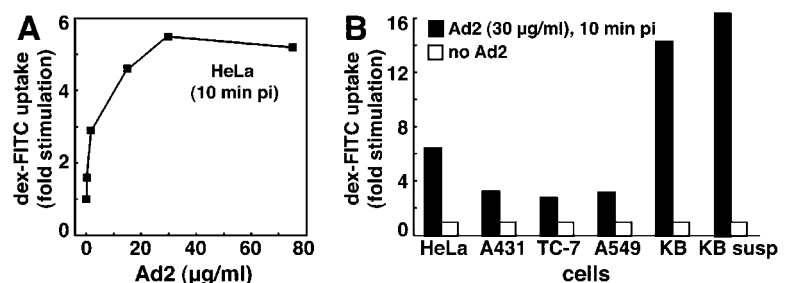 A
6
4
2
0
dex-FITC uptake
(fold stimulation)
HeLa
(10 min pi)
0 20 40 60 80
Ad2 (µg/ml)
B
16
12
8
4
0
dex-FITC uptake
(fold stimulation)
Ad2 (30 µg/ml), 10 min pi
no Ad2
HeLa A431 TC-7 A549 KB KB susp
cells